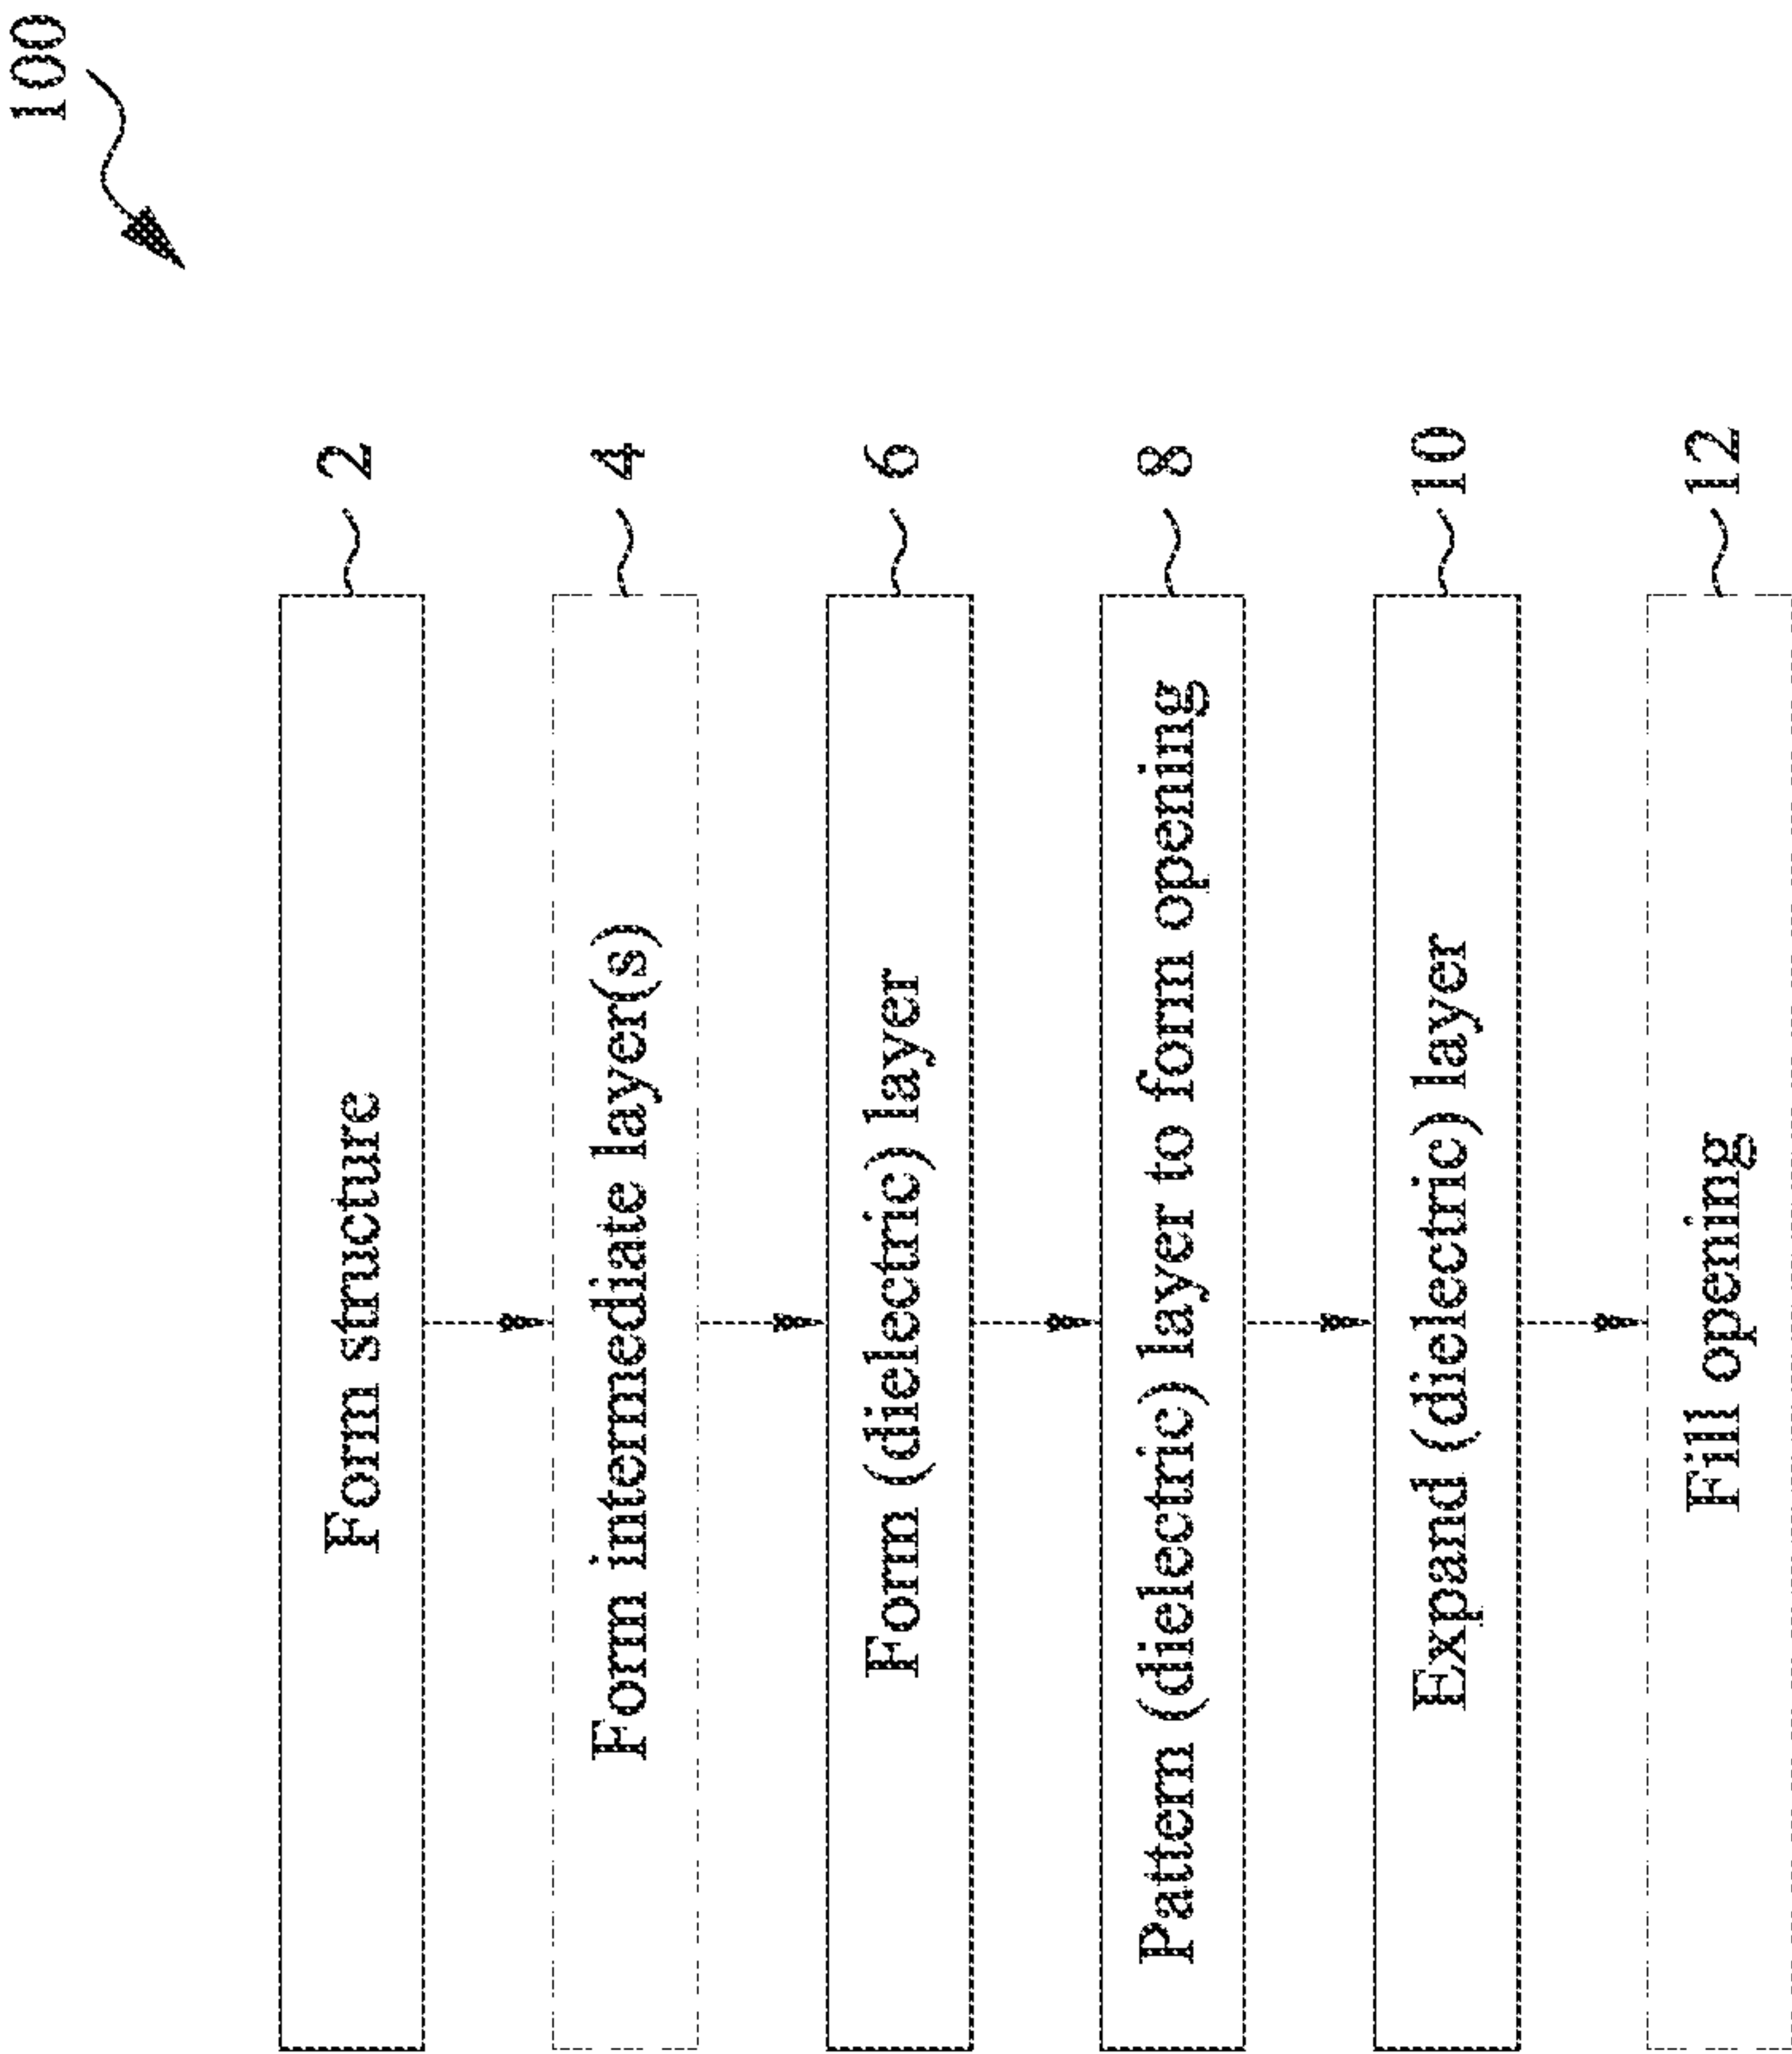 100
Form structure
2
Form intermediate layer(s)
4
Form (dielectric) layer
6
Pattern (dielectric) layer to form opening
8
Expand (dielectric) layer
10
Fill opening
12